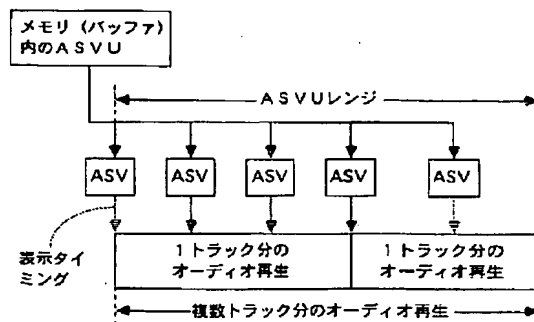 メモリ（バッファ）
内のＡＳＶＵ
ＡＳＶＵレンジ
ASV
ASV
ASV
ASV
ASV
表示タイ
ミング
１トラック分の
オーディオ再生
１トラック分の
オーディオ再生
複数トラック分のオーディオ再生